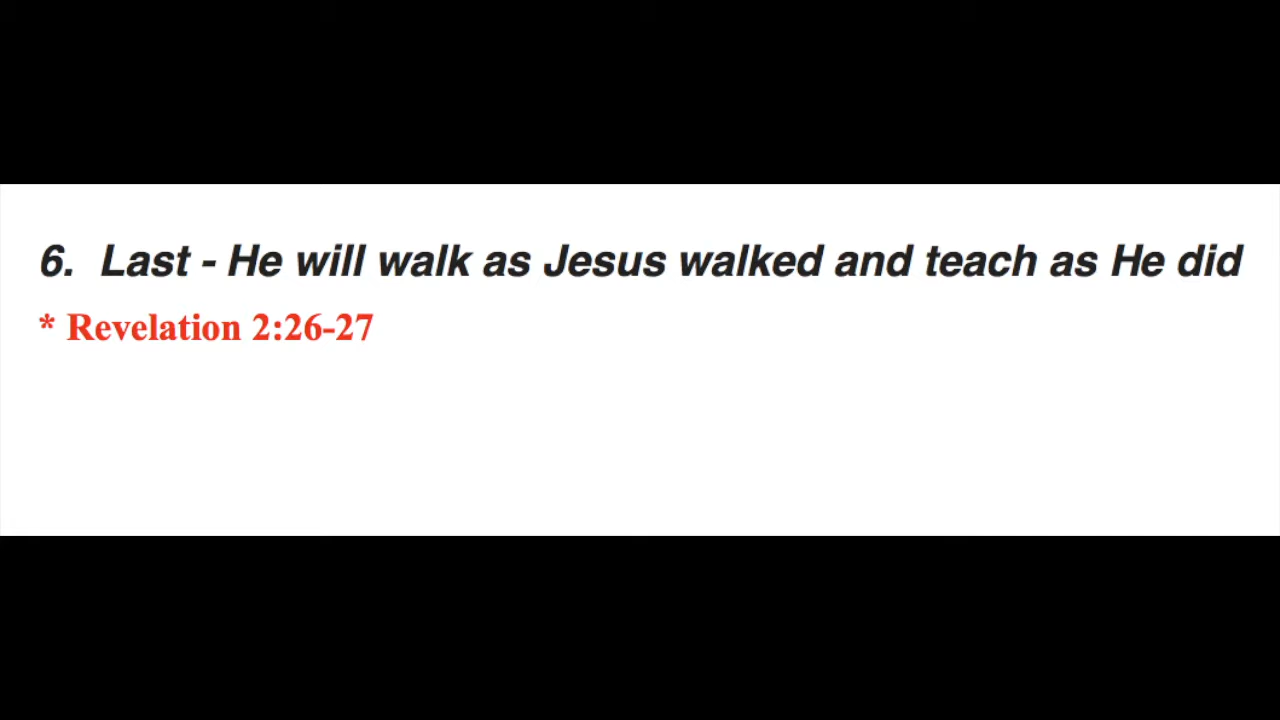 6. Last - He will walk as Jesus walked and teach as He did
* Revelation 2:26-27